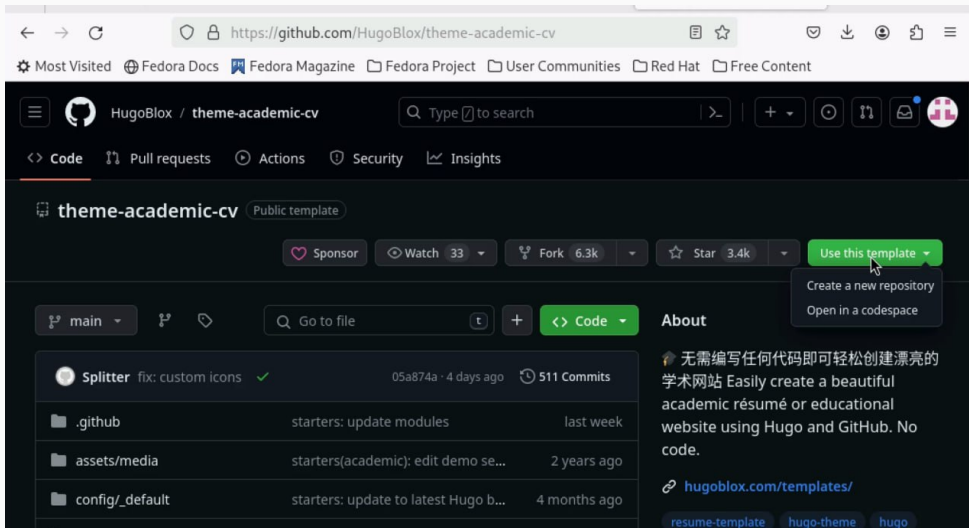 https://github.com/HugoBlox/theme-academic-cv
Most Visited Fedora Docs Fedora Magazine Fedora Project User Communities Red Hat Free Content
HugoBlox / theme-academic-cv Type / to search
Code Pull requests Actions Security Insights
theme-academic-cv Public template
Sponsor Watch 33 Fork 6.3k Star 3.4k Use this template
Create a new repository
Open in a codespace
main Go to file t Code
About
Splitter fix: custom icons 05a874a · 4 days ago 511 Commits
.github starters: update modules last week
assets/media starters(academic): edit demo se... 2 years ago
config/_default starters: update to latest Hugo b... 4 months ago
🎓 无需编写任何代码即可轻松创建漂亮的
学术网站 Easily create a beautiful
academic résumé or educational
website using Hugo and GitHub. No
code.
hugoblox.com/templates/
resume-template hugo-theme hugo